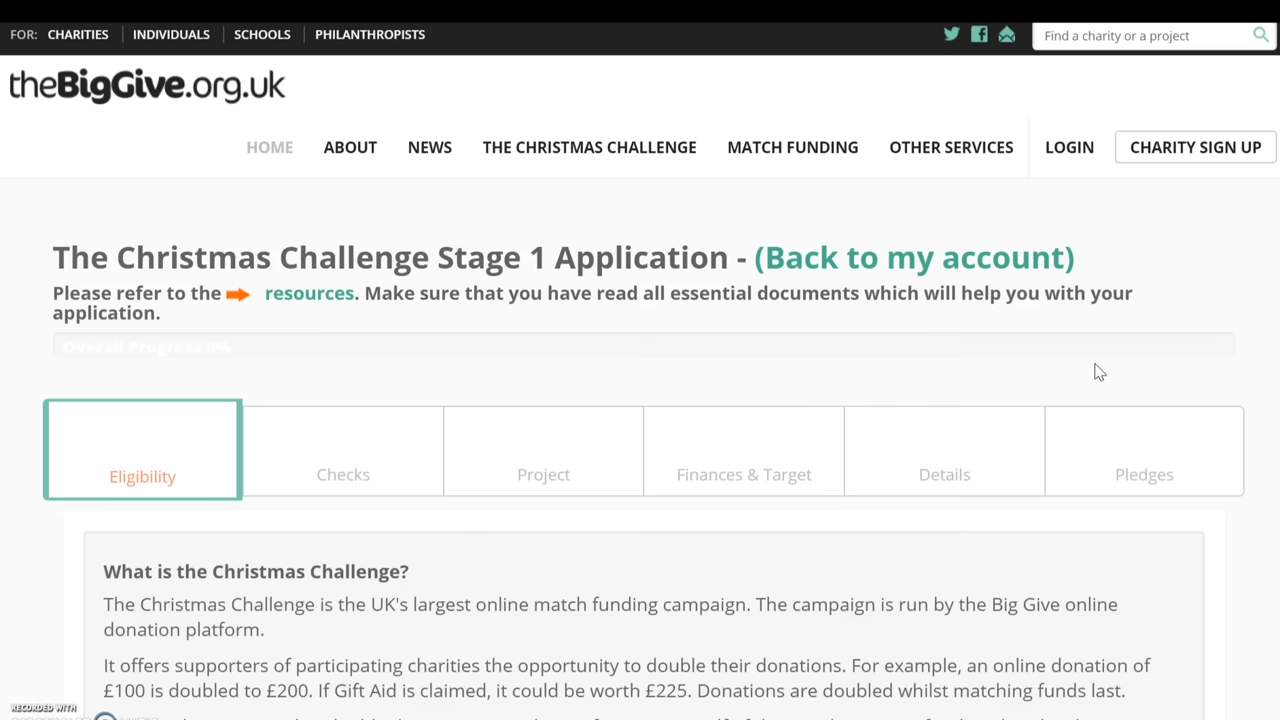 FOR: CHARITIES INDIVIDUALS SCHOOLS PHILANTHROPISTS
Find a charity or a project
theBigGive.org.uk
HOME ABOUT NEWS THE CHRISTMAS CHALLENGE MATCH FUNDING OTHER SERVICES LOGIN CHARITY SIGN UP
The Christmas Challenge Stage 1 Application - (Back to my account)
Please refer to the resources. Make sure that you have read all essential documents which will help you with your
application.
Overall Progress 0%
Eligibility Checks Project Finances & Target Details Pledges
What is the Christmas Challenge?
The Christmas Challenge is the UK's largest online match funding campaign. The campaign is run by the Big Give online
donation platform.
It offers supporters of participating charities the opportunity to double their donations. For example, an online donation of
£100 is doubled to £200. If Gift Aid is claimed, it could be worth £225. Donations are doubled whilst matching funds last.
RECORDED WITH